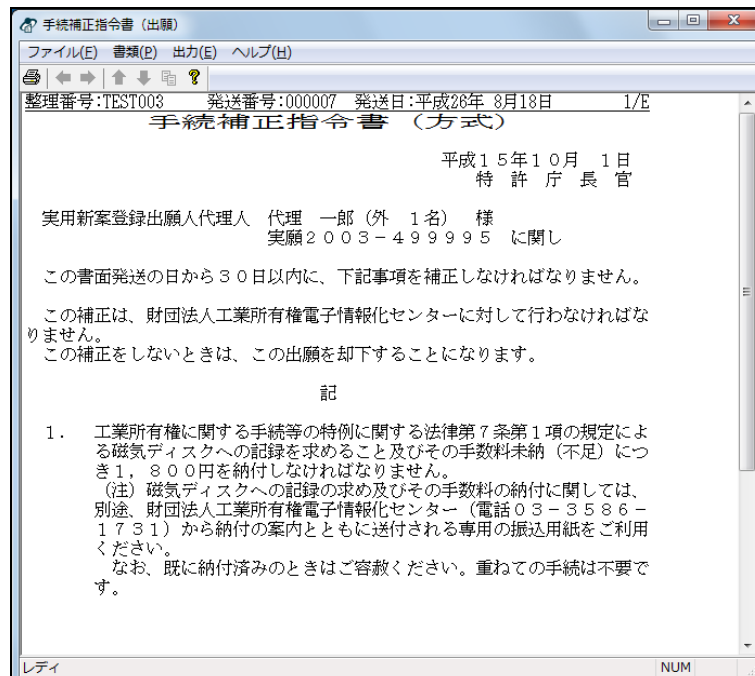 手続補正指令書（出願）
ファイル(F) 書類(P) 出力(E) ヘルプ(H)
整理番号:TEST003 発送番号:000007 発送日:平成26年 8月18日 1/E
手続補正指令書（方式）
平成１５年１０月 １日
特 許 庁 長 官
実用新案登録出願人代理人 代理 一郎（外 １名） 様
実願２００３－４９９９９５ に関し
この書面発送の日から３０日以内に、下記事項を補正しなければなりません。
この補正は、財団法人工業所有権電子情報化センターに対して行わなければな
りません。
この補正をしないときは、この出願を却下することになります。
記
１． 工業所有権に関する手続等の特例に関する法律第７条第１項の規定によ
る磁気ディスクへの記録を求めること及びその手数料未納（不足）につ
き１，８００円を納付しなければなりません。
（注）磁気ディスクへの記録の求め及びその手数料の納付に関しては、
別途、財団法人工業所有権電子情報化センター（電話０３－３５８６－
１７３１）から納付の案内とともに送付される専用の振込用紙をご利用
ください。
なお、既に納付済みのときはご容赦ください。重ねての手続は不要で
す。
レディ NUM